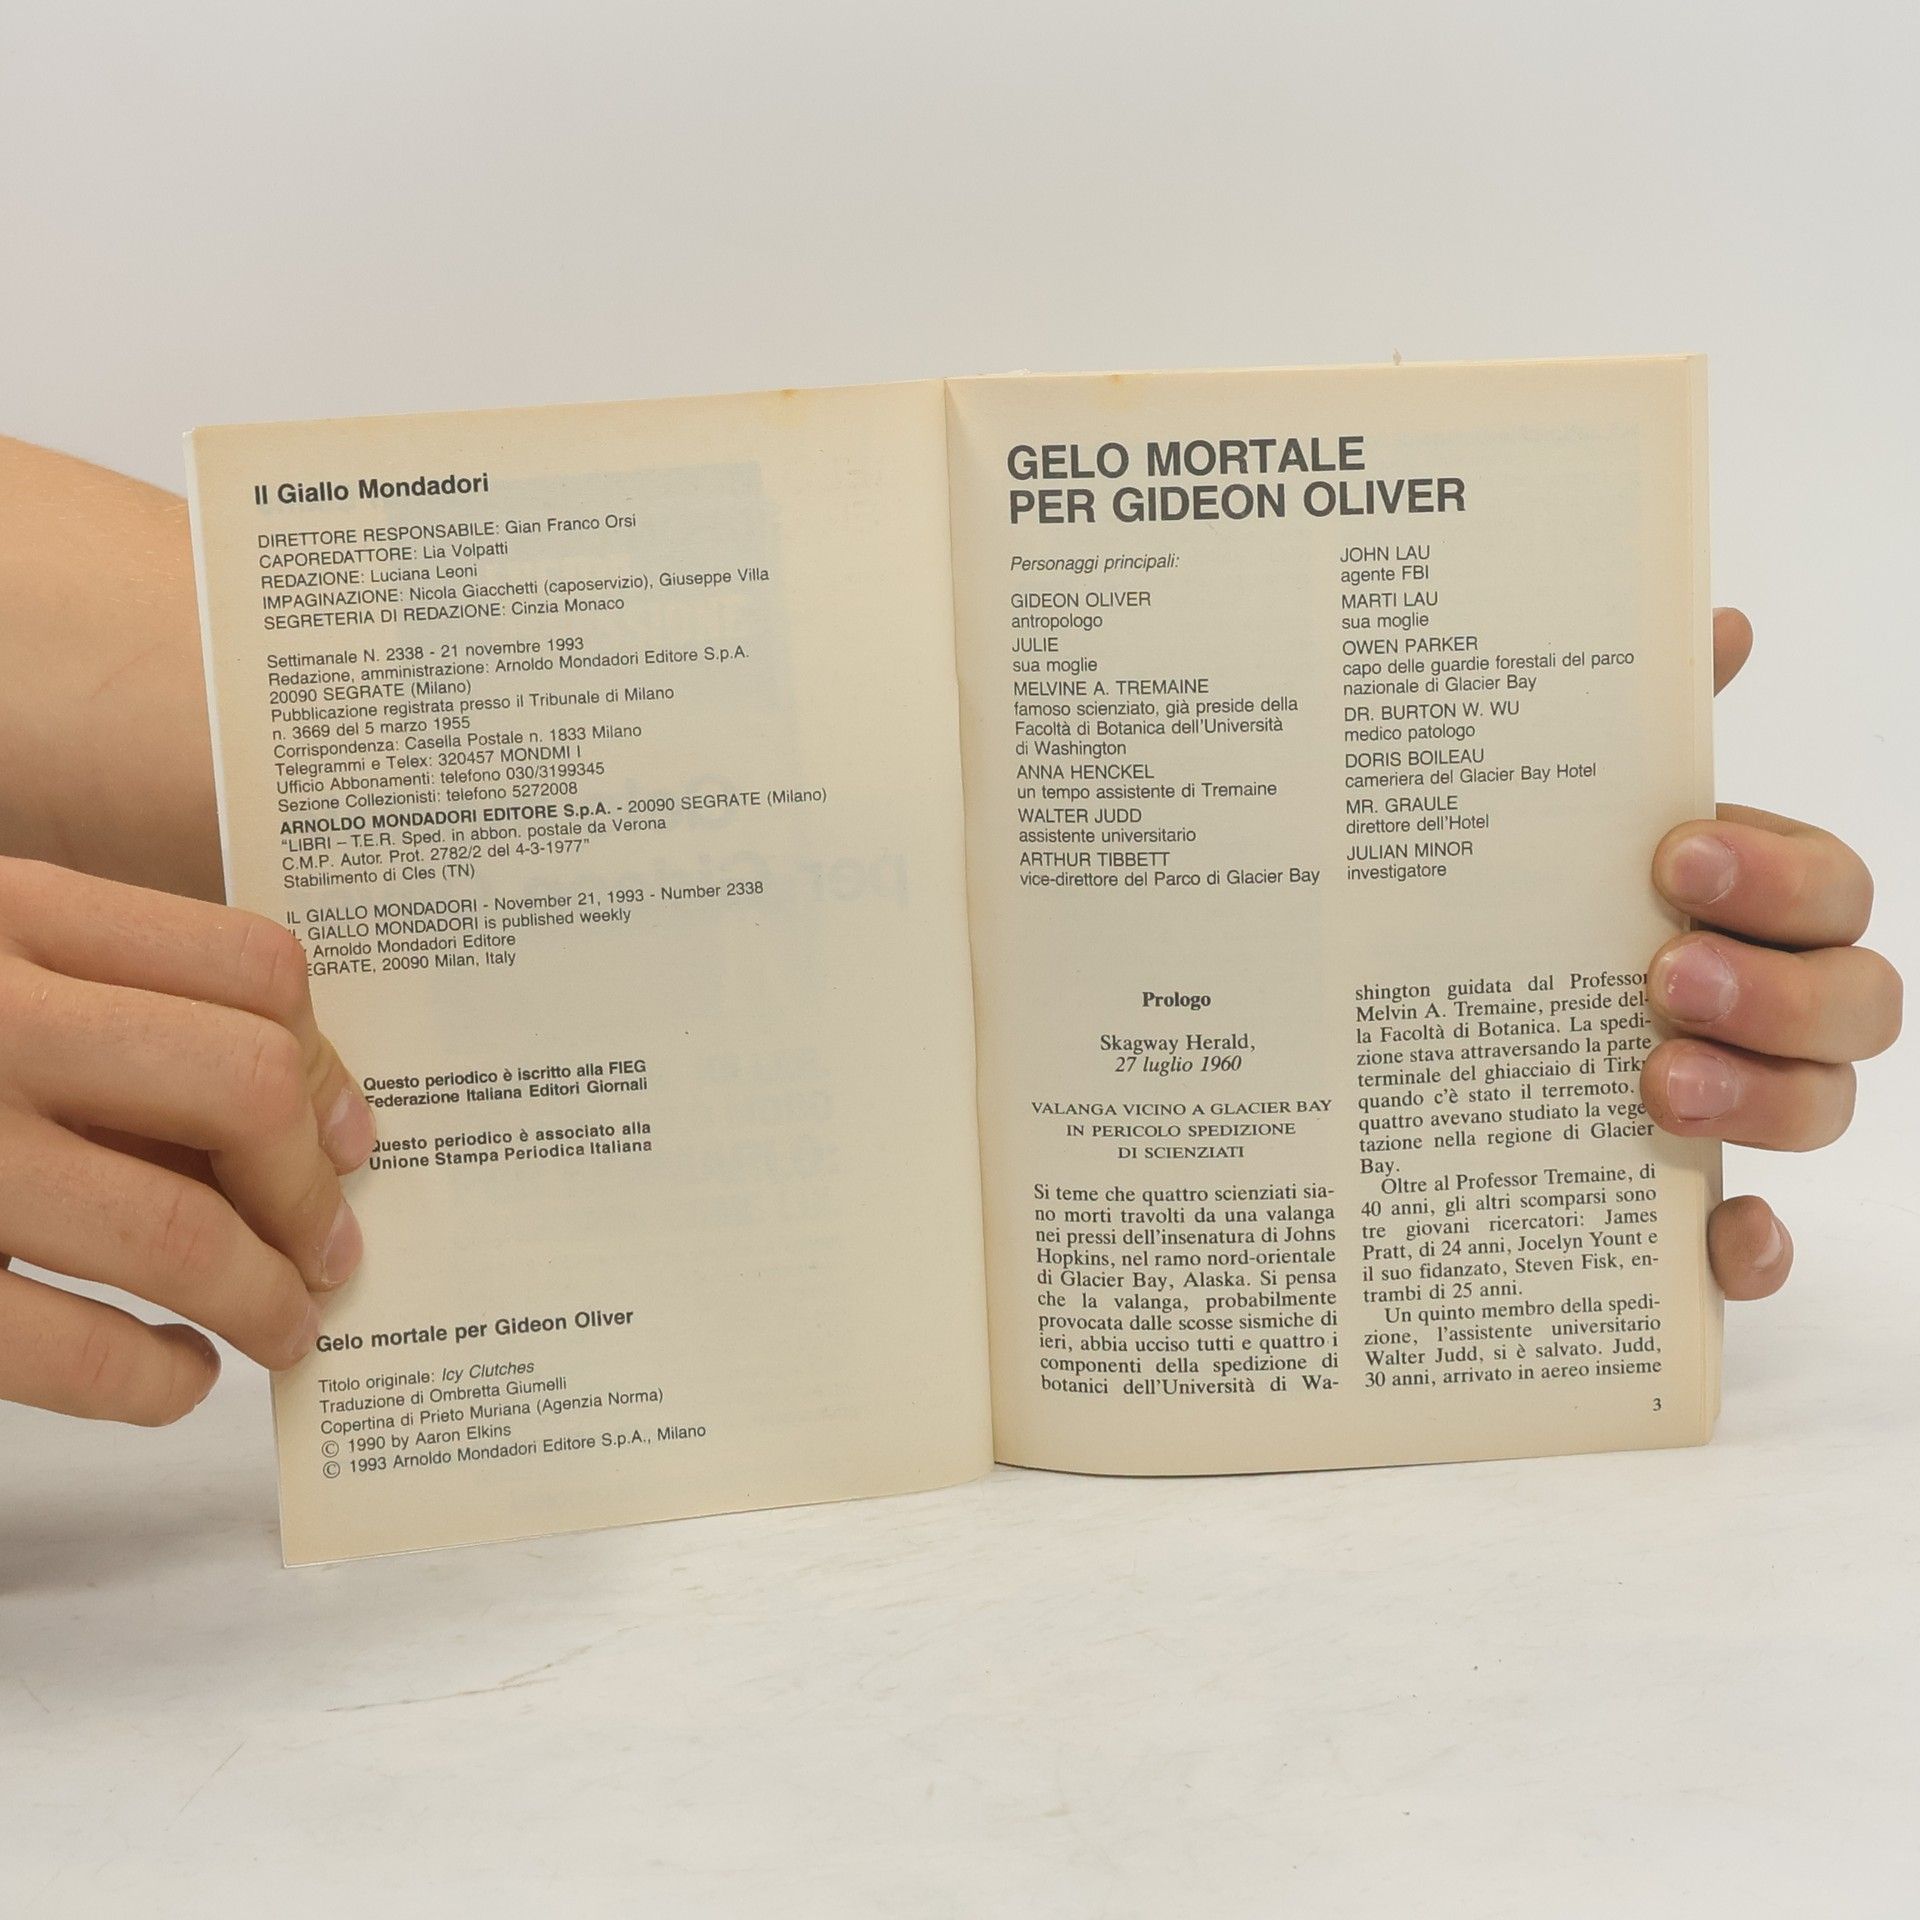 Il Giallo Mondadori
DIRETTORE RESPONSABILE: Gian Franco Orsi
CAPOREDATTORE: Lia Volpatti
REDAZIONE: Luciana Leoni
IMPAGINAZIONE: Nicola Giacchetti (caposervizio), Giuseppe Villa
SEGRETERIA DI REDAZIONE: Cinzia Monaco
Settimanale N. 2338 - 21 novembre 1993
Redazione, amministrazione: Arnoldo Mondadori Editore S.p.A.
20090 SEGRATE (Milano)
Pubblicazione registrata presso il Tribunale di Milano
n. 3669 del 5 marzo 1955
Corrispondenza: Casella Postale n. 1833 Milano
Telegrammi e Telex: 320457 MONDMI I
Ufficio Abbonamenti: telefono 030/3199345
Sezione Collezionisti: telefono 5272008
ARNOLDO MONDADORI EDITORE S.p.A. - 20090 SEGRATE (Milano)
"LIBRI – T.E.R. Sped. in abbon. postale da Verona
C.M.P. Autor. Prot. 2782/2 del 4-3-1977"
Stabilimento di Cles (TN)
IL GIALLO MONDADORI - November 21, 1993 - Number 2338
IL GIALLO MONDADORI is published weekly
Arnoldo Mondadori Editore
EGRATE, 20090 Milan, Italy
Questo periodico è iscritto alla FIEG
Federazione Italiana Editori Giornali
Questo periodico è associato alla
Unione Stampa Periodica Italiana
Gelo mortale per Gideon Oliver
Titolo originale: Icy Clutches
Traduzione di Ombretta Giumelli
Copertina di Prieto Muriana (Agenzia Norma)
© 1990 by Aaron Elkins
© 1993 Arnoldo Mondadori Editore S.p.A., Milano
GELO MORTALE
PER GIDEON OLIVER
Personaggi principali:
GIDEON OLIVER
antropologo
JULIE
sua moglie
MELVINE A. TREMAINE
famoso scienziato, già preside della
Facoltà di Botanica dell'Università
di Washington
ANNA HENCKEL
un tempo assistente di Tremaine
WALTER JUDD
assistente universitario
ARTHUR TIBBETT
vice-direttore del Parco di Glacier Bay
JOHN LAU
agente FBI
MARTI LAU
sua moglie
OWEN PARKER
capo delle guardie forestali del parco
nazionale di Glacier Bay
DR. BURTON W. WU
medico patologo
DORIS BOILEAU
cameriera del Glacier Bay Hotel
MR. GRAULE
direttore dell'Hotel
JULIAN MINOR
investigatore
Prologo
Skagway Herald,
27 luglio 1960
VALANGA VICINO A GLACIER BAY
IN PERICOLO SPEDIZIONE
DI SCIENZIATI
Si teme che quattro scienziati sia-
no morti travolti da una valanga
nei pressi dell'insenatura di Johns
Hopkins, nel ramo nord-orientale
di Glacier Bay, Alaska. Si pensa
che la valanga, probabilmente
provocata dalle scosse sismiche di
ieri, abbia ucciso tutti e quattro i
componenti della spedizione di
botanici dell'Università di Wa-
shington guidata dal Professor
Melvin A. Tremaine, preside del-
la Facoltà di Botanica. La spedi-
zione stava attraversando la parte
terminale del ghiacciaio di Tirk
quando c'è stato il terremoto.
quattro avevano studiato la vege
tazione nella regione di Glacier
Bay.
Oltre al Professor Tremaine, di
40 anni, gli altri scomparsi sono
tre giovani ricercatori: James
Pratt, di 24 anni, Jocelyn Yount e
il suo fidanzato, Steven Fisk, en-
trambi di 25 anni.
Un quinto membro della spedi-
zione, l'assistente universitario
Walter Judd, si è salvato. Judd,
30 anni, arrivato in aereo insieme
3